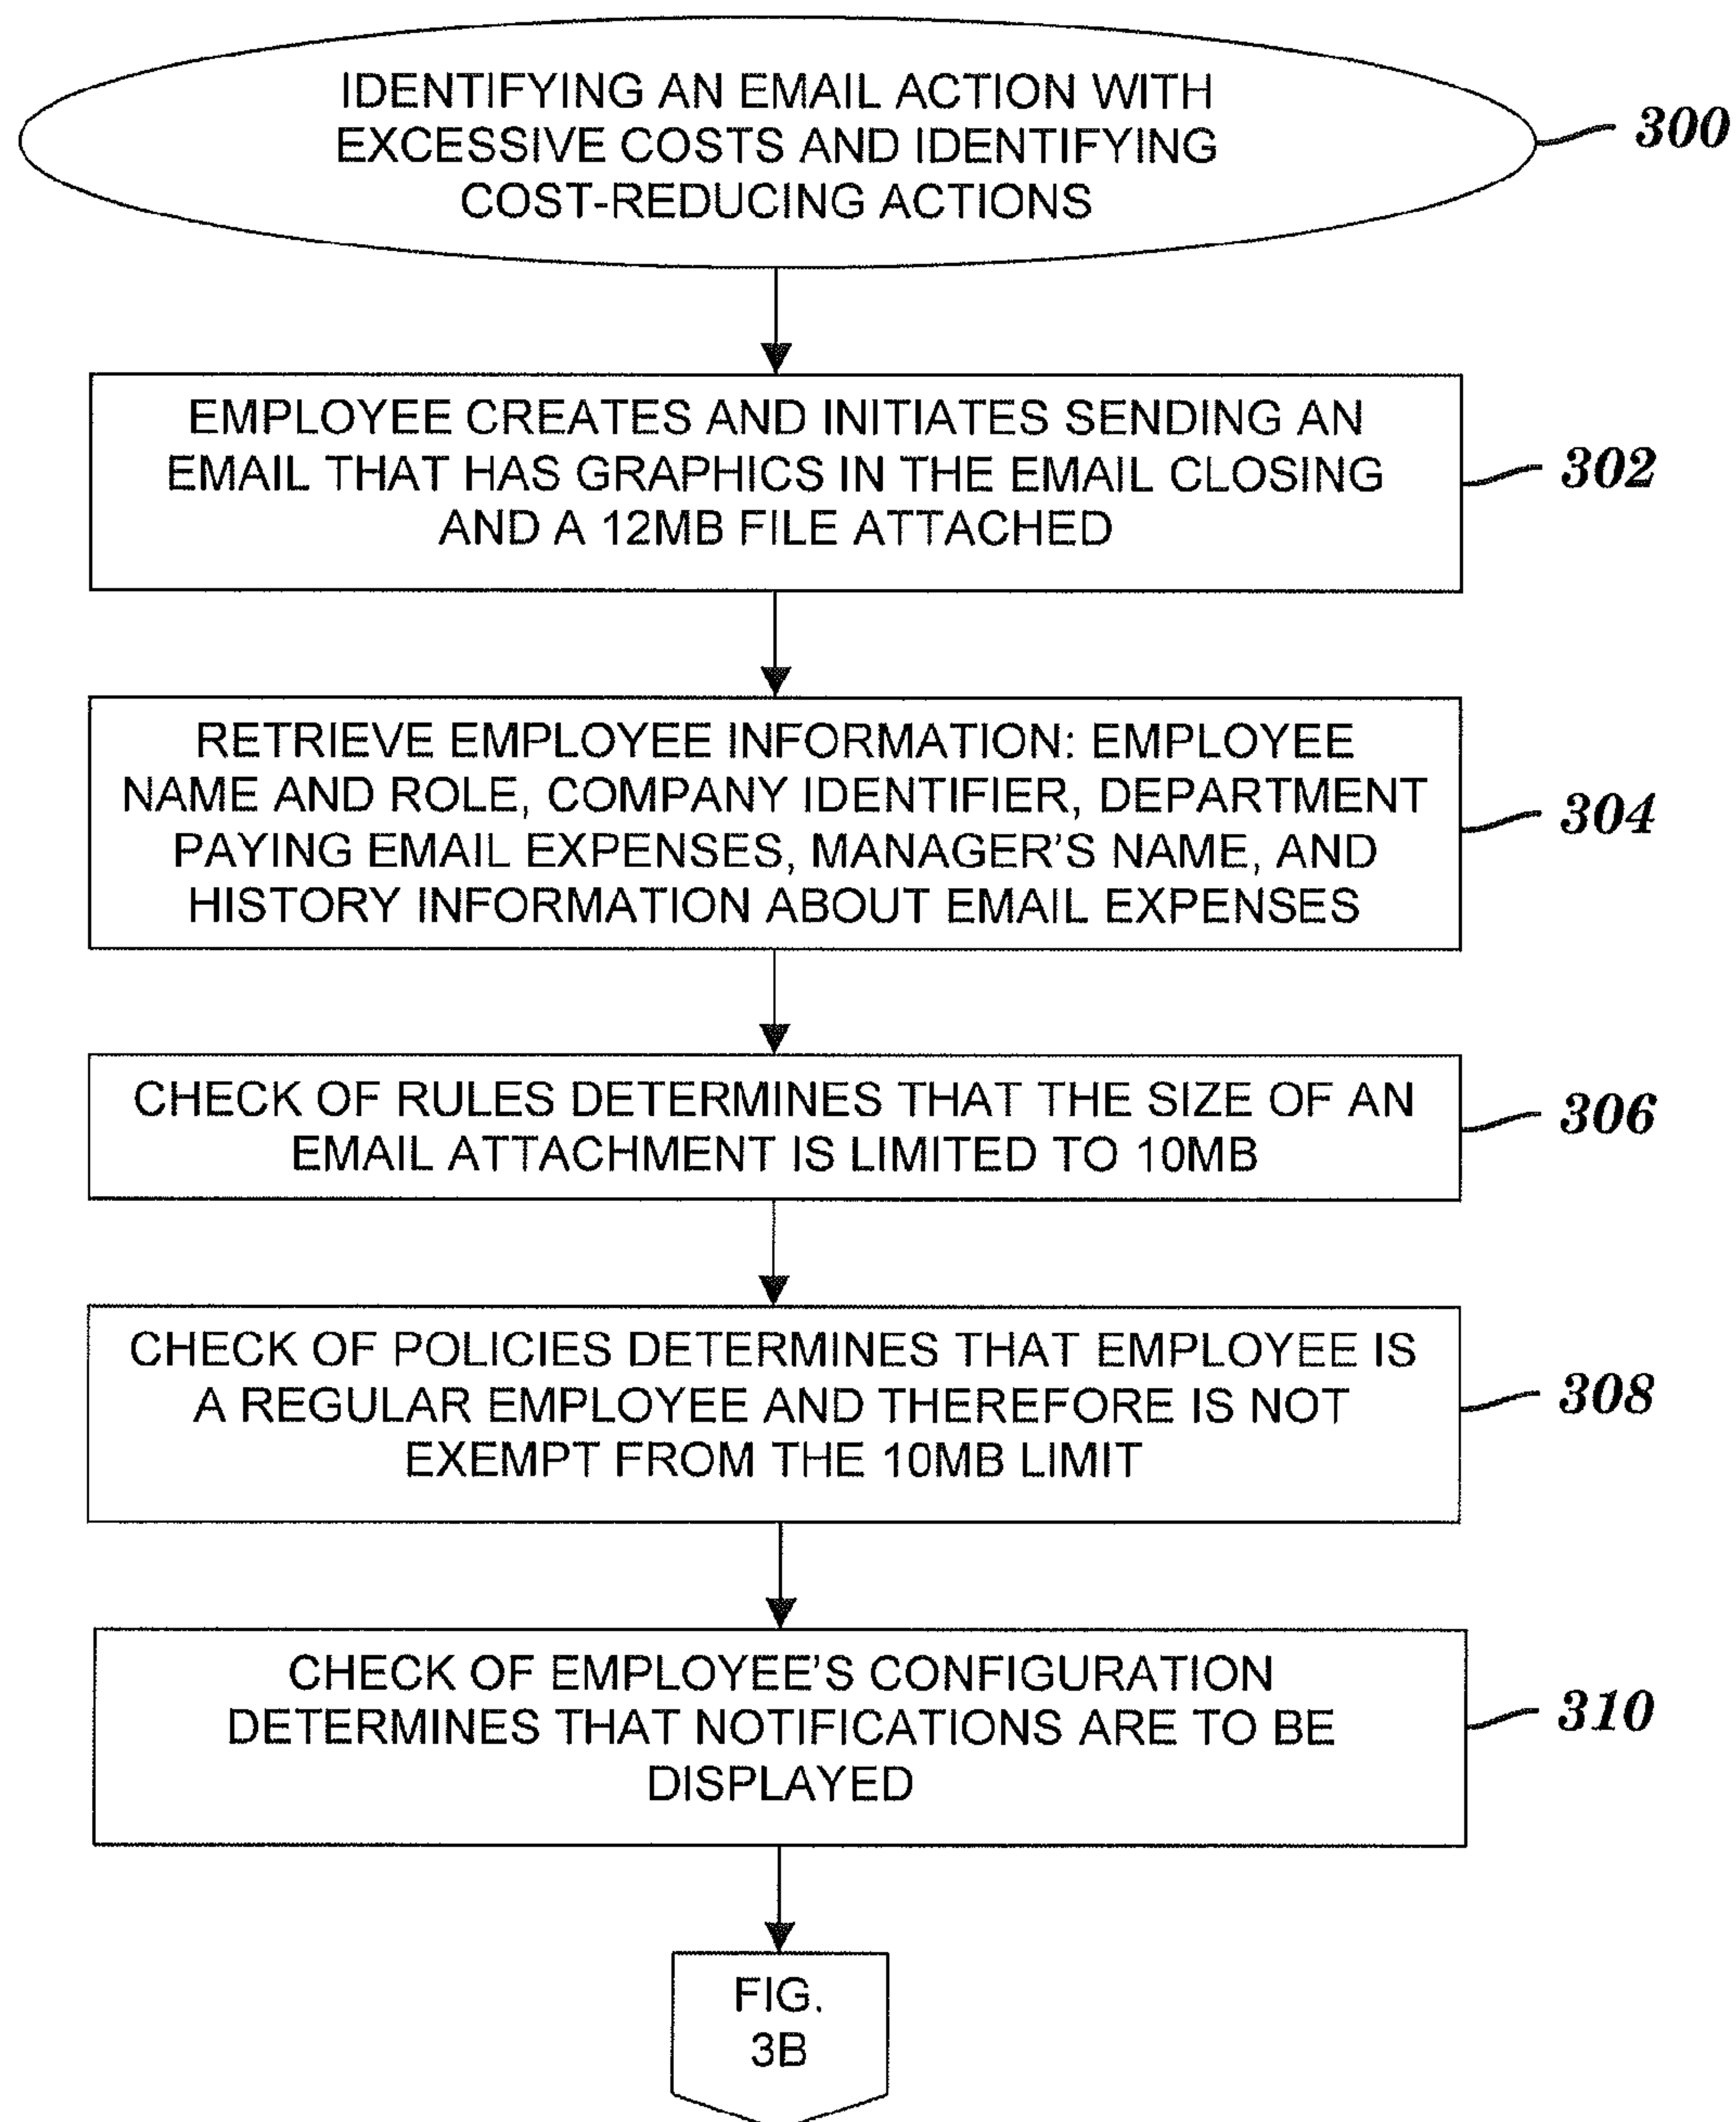 IDENTIFYING AN EMAIL ACTION WITH
EXCESSIVE COSTS AND IDENTIFYING
COST-REDUCING ACTIONS
300
EMPLOYEE CREATES AND INITIATES SENDING AN
EMAIL THAT HAS GRAPHICS IN THE EMAIL CLOSING
AND A 12MB FILE ATTACHED
302
RETRIEVE EMPLOYEE INFORMATION: EMPLOYEE
NAME AND ROLE, COMPANY IDENTIFIER, DEPARTMENT
PAYING EMAIL EXPENSES, MANAGER'S NAME, AND
HISTORY INFORMATION ABOUT EMAIL EXPENSES
304
CHECK OF RULES DETERMINES THAT THE SIZE OF AN
EMAIL ATTACHMENT IS LIMITED TO 10MB
306
CHECK OF POLICIES DETERMINES THAT EMPLOYEE IS
A REGULAR EMPLOYEE AND THEREFORE IS NOT
EXEMPT FROM THE 10MB LIMIT
308
CHECK OF EMPLOYEE'S CONFIGURATION
DETERMINES THAT NOTIFICATIONS ARE TO BE
DISPLAYED
310
FIG.
3B